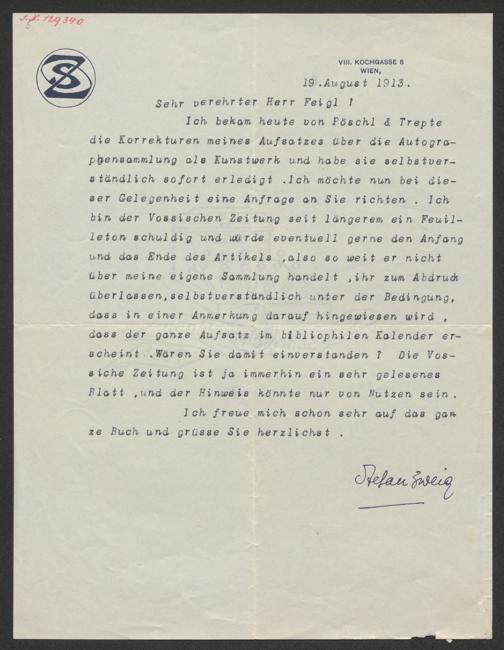 I.N. 129340
SZ
VIII. KOCHGASSE 8
WIEN,
19.August 1913.
Sehr verehrter Herr Feigl !
Ich bekam heute von Pöschl & Trepte
die Korrekturen meines Aufsatzes über die Autogra-
phensammlung als Kunstwerk und habe sie selbstver-
ständlich sofort erledigt .Ich möchte nun bei die-
ser Gelegenheit eine Anfrage an Sie richten . Ich
bin der Vossischen Zeitung seit längerem ein Feuil-
leton schuldig und würde eventuell gerne den Anfang
und das Ende des Artikels ,also so weit er nicht
über meine eigene Sammlung handelt ,ihr zum Abdruck
überlassen,selbstverständlich unter der Bedingung,
dass in einer Anmerkung darauf hingewiesen wird ,
dass der ganze Aufsatz im bibliophilen Kalender er-
scheint .Wären Sie damit einverstanden ? Die Vos-
siche Zeitung ist ja immerhin ein sehr gelesenes
Blatt ,und der Hinweis könnte nur von Nutzen sein.
Ich freue mich schon sehr auf das gan-
ze Buch und grüsse Sie herzlichst .
Stefan Zweig